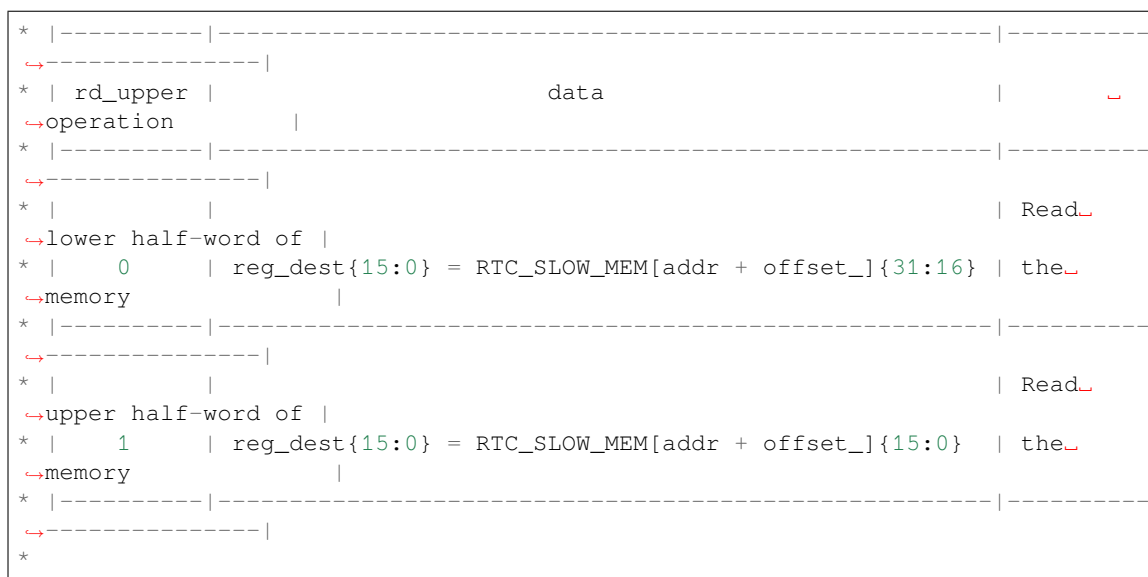 * |----------|-----------------------------------------------------|----------
↪---------------|
* | rd_upper |                       data                          |       ␣
↪operation        |
* |----------|-----------------------------------------------------|----------
↪---------------|
* |          |                                                     | Read␣
↪lower half-word of |
* |     0    | reg_dest{15:0} = RTC_SLOW_MEM[addr + offset_]{31:16} | the␣
↪memory              |
* |----------|-----------------------------------------------------|----------
↪---------------|
* |          |                                                     | Read␣
↪upper half-word of |
* |     1    | reg_dest{15:0} = RTC_SLOW_MEM[addr + offset_]{15:0}  | the␣
↪memory              |
* |----------|-----------------------------------------------------|----------
↪---------------|
*